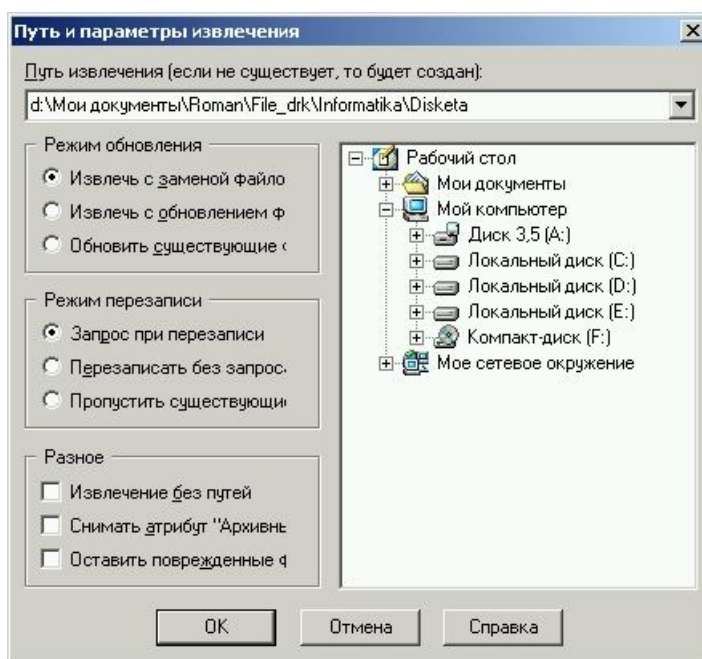 Путь и параметры извлечения
Путь извлечения (если не существует, то будет создан):
d:\Мои документы\Roman\File_drk\Informatika\Disketa
Режим обновления
Извлечь с заменой файло
Извлечь с обновлением ф
Обновить существующие
Режим перезаписи
Запрос при перезаписи
Перезаписать без запрос
Пропустить существующи
Разное
Извлечение без путей
Снимать атрибут "Архивнь
Оставить поврежденные ф
Рабочий стол
Мои документы
Мой компьютер
Диск 3,5 (A:)
Локальный диск (C:)
Локальный диск (D:)
Локальный диск (E:)
Компакт-диск (F:)
Мое сетевое окружение
OK
Отмена
Справка